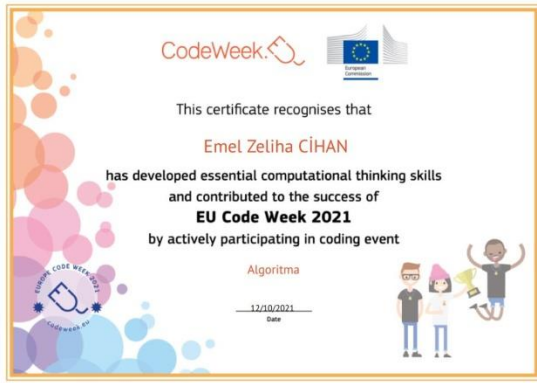 CodeWeek.
European
Commission
This certificate recognises that
Emel Zeliha CİHAN
has developed essential computational thinking skills
and contributed to the success of
EU Code Week 2021
by actively participating in coding event
Algoritma
12/10/2021
Date
EUROPE CODE WEEK 2021
codeweek.eu